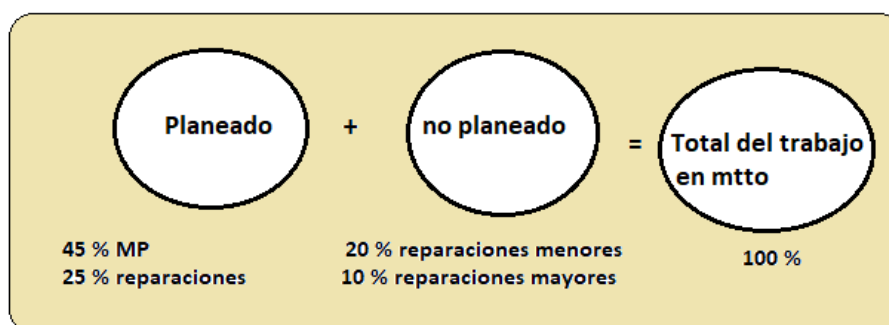 Planeado
+
no planeado
=
Total del trabajo
en mtto
45 % MP
25 % reparaciones
20 % reparaciones menores
10 % reparaciones mayores
100 %